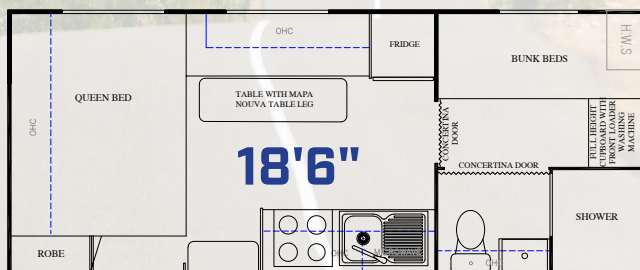 OHC
FRIDGE
H.W.S
BUNK BEDS
QUEEN BED
TABLE WITH MAPA
NOUVA TABLE LEG
OHC
CONCERTINA
DOOR
FULL HEIGHT
CUPBOARD WITH
FRONT LOADER
WASHING
MACHINE
18'6"
CONCERTINA DOOR
SHOWER
ROBE
OHC
OHC